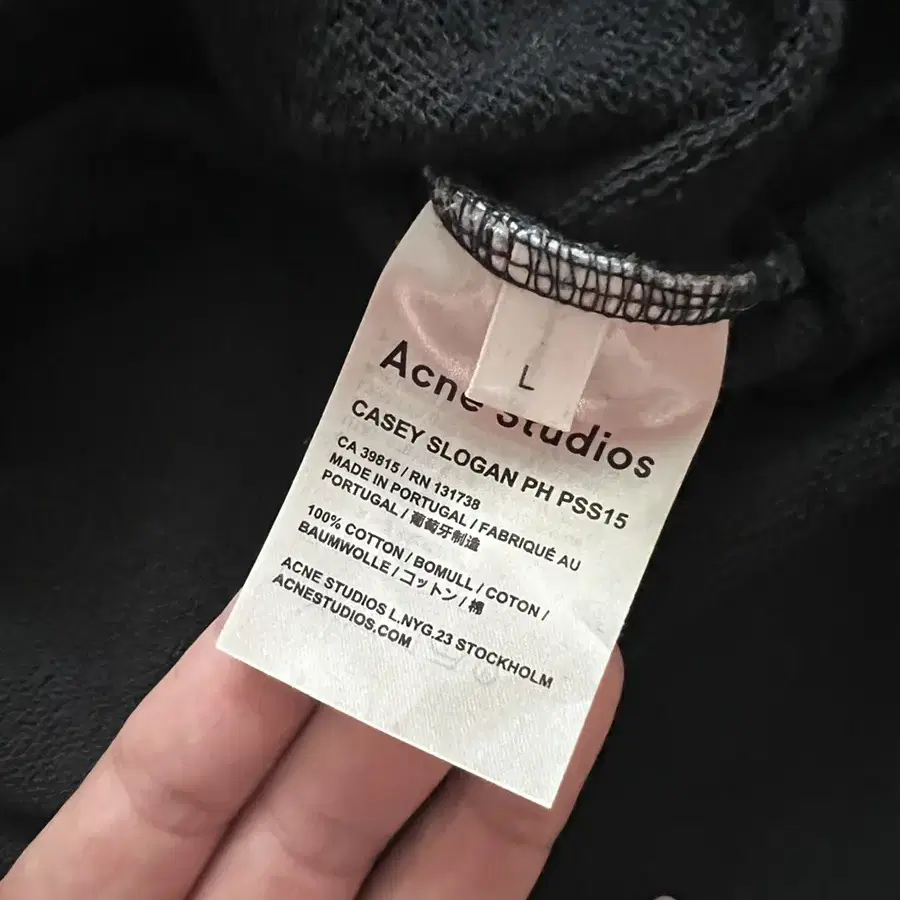 L
Acne Studios
CASEY SLOGAN PH PSS15
CA 39815 / RN 131738
MADE IN PORTUGAL / FABRIQUÉ AU
PORTUGAL / 葡萄牙制造
100% COTTON / BOMULL / COTON /
BAUMWOLLE / コットン / 棉
ACNE STUDIOS L.NYG.23 STOCKHOLM
ACNESTUDIOS.COM